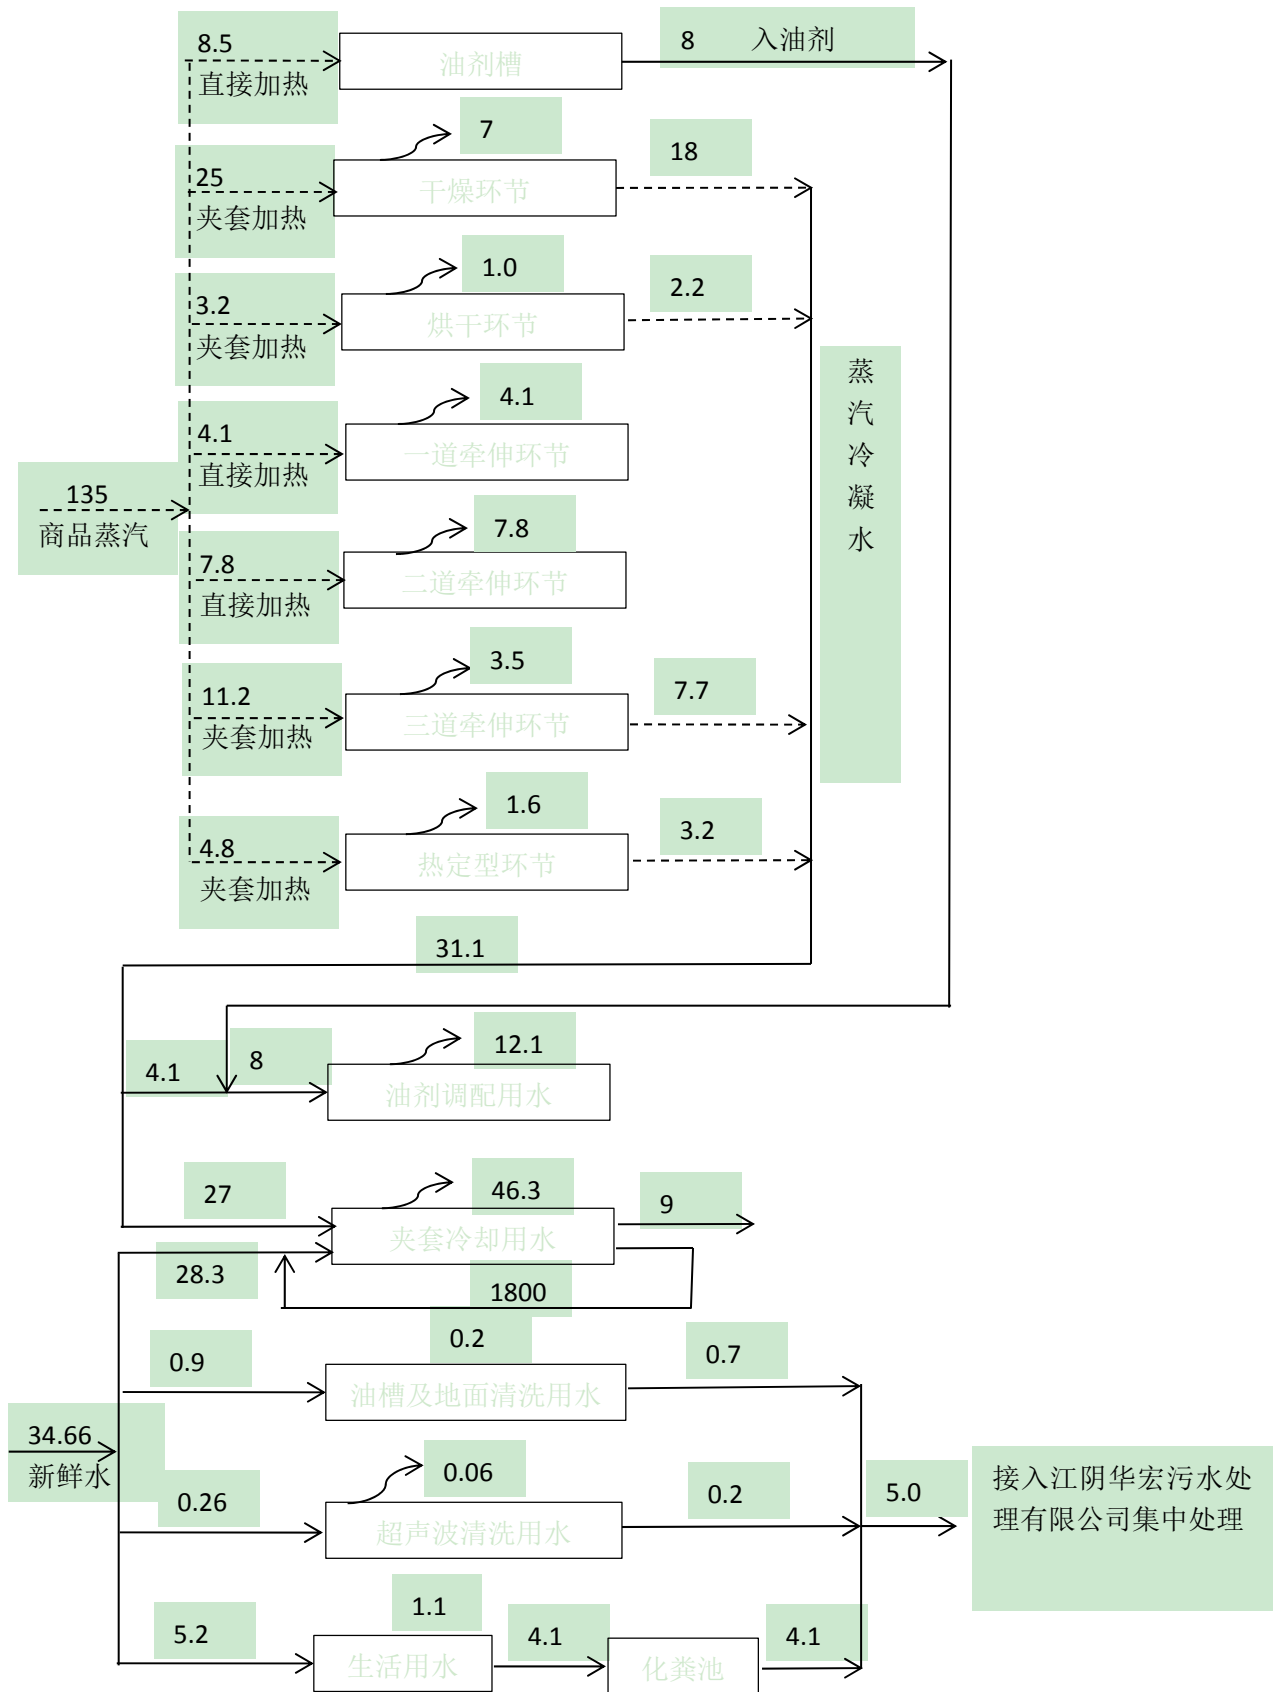 8.5
直接加热
油剂槽
8 入油剂
7
25
夹套加热
干燥环节
18
1.0
3.2
夹套加热
烘干环节
2.2
蒸汽冷凝水
4.1
4.1
直接加热
一道牵伸环节
135
商品蒸汽
7.8
7.8
直接加热
二道牵伸环节
3.5
11.2
夹套加热
三道牵伸环节
7.7
1.6
4.8
夹套加热
热定型环节
3.2
31.1
4.1
8
12.1
油剂调配用水
27
46.3
夹套冷却用水
9
28.3
1800
0.9
0.2
油槽及地面清洗用水
0.7
34.66
新鲜水
0.26
0.06
超声波清洗用水
0.2
5.0
接入江阴华宏污水处
理有限公司集中处理
5.2
1.1
生活用水
4.1
化粪池
4.1